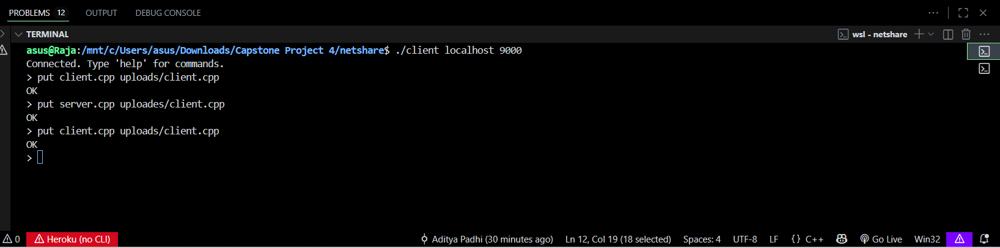 PROBLEMS 12 OUTPUT DEBUG CONSOLE
TERMINAL wsl - netshare
asus@Raja:/mnt/c/Users/asus/Downloads/Capstone Project 4/netshare$ ./client localhost 9000
Connected. Type 'help' for commands.
> put client.cpp uploads/client.cpp
OK
> put server.cpp uploades/client.cpp
OK
> put client.cpp uploads/client.cpp
OK
>
0 Heroku (no CLI) Aditya Padhi (30 minutes ago) Ln 12, Col 19 (18 selected) Spaces: 4 UTF-8 LF {} C++ Go Live Win32